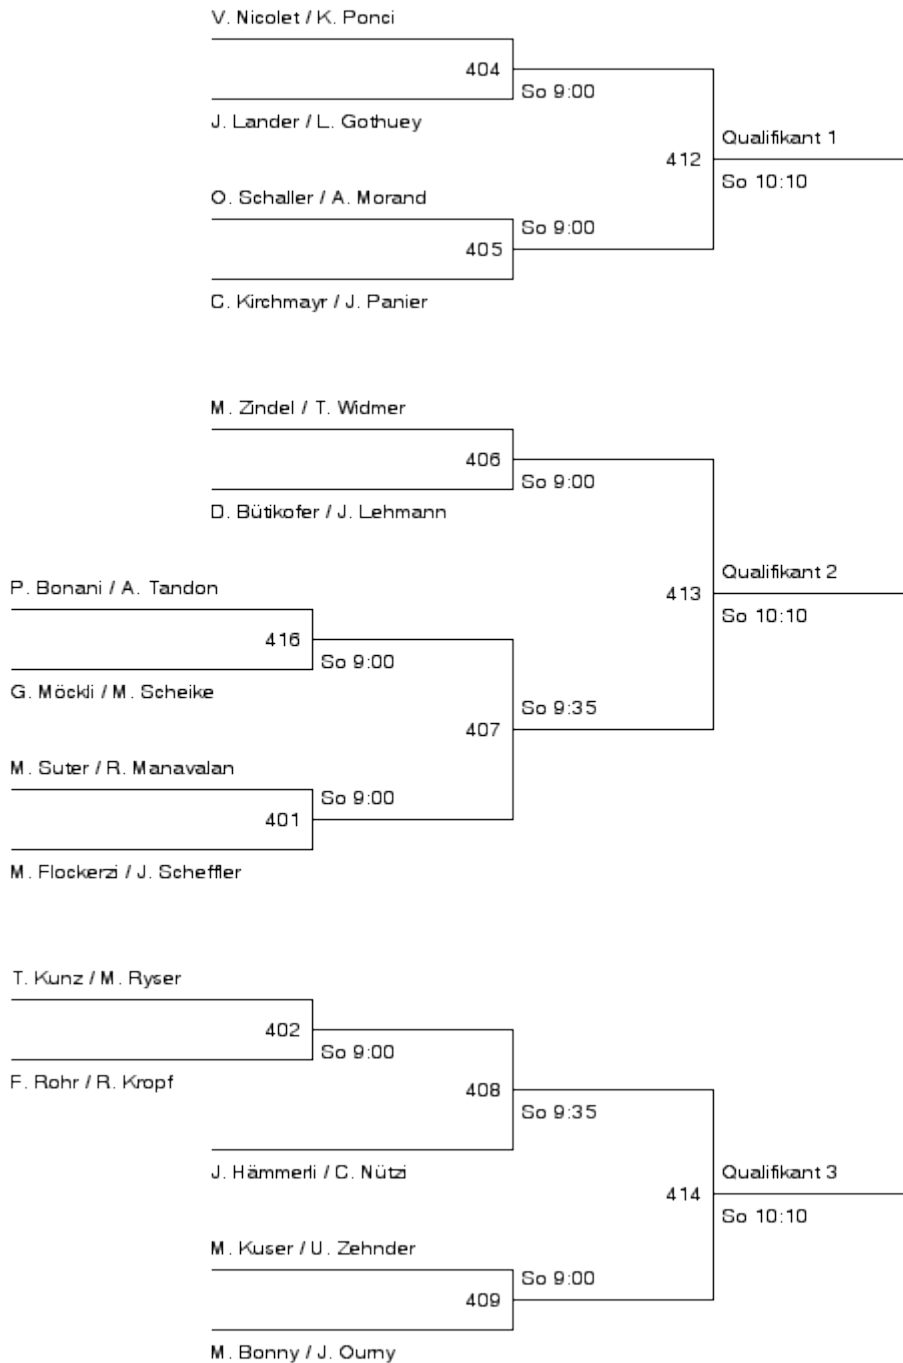 V. Nicolet / K. Ponci
404
So 9:00
J. Lander / L. Gothuey
412
Qualifikant 1
So 10:10
O. Schaller / A. Morand
So 9:00
405
C. Kirchmayr / J. Panier
M. Zindel / T. Widmer
406
So 9:00
D. Bütikofer / J. Lehmann
413
Qualifikant 2
So 10:10
P. Bonani / A. Tandon
416
So 9:00
G. Möckli / M. Scheike
407
So 9:35
M. Suter / R. Manavalan
So 9:00
401
M. Flockerzi / J. Scheffler
T. Kunz / M. Ryser
402
So 9:00
F. Rohr / R. Kropf
408
So 9:35
J. Hämmerli / C. Nützi
414
Qualifikant 3
So 10:10
M. Kuser / U. Zehnder
So 9:00
409
M. Bonny / J. Ourny